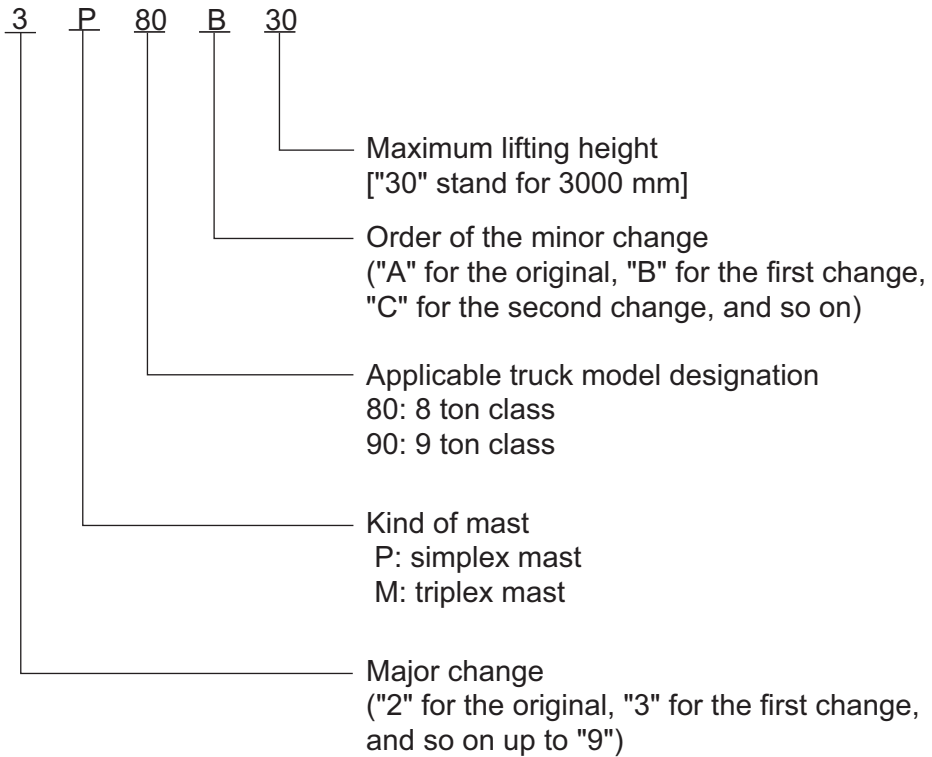 3 P 80 B 30
Maximum lifting height
["30" stand for 3000 mm]
Order of the minor change
("A" for the original, "B" for the first change,
"C" for the second change, and so on)
Applicable truck model designation
80: 8 ton class
90: 9 ton class
Kind of mast
P: simplex mast
M: triplex mast
Major change
("2" for the original, "3" for the first change,
and so on up to "9")